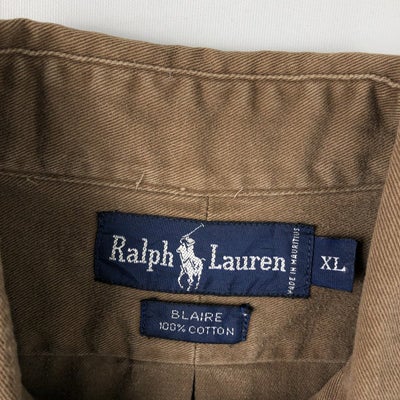 Ralph Lauren
MADE IN MAURITIUS
XL
BLAIRE
100% COTTON